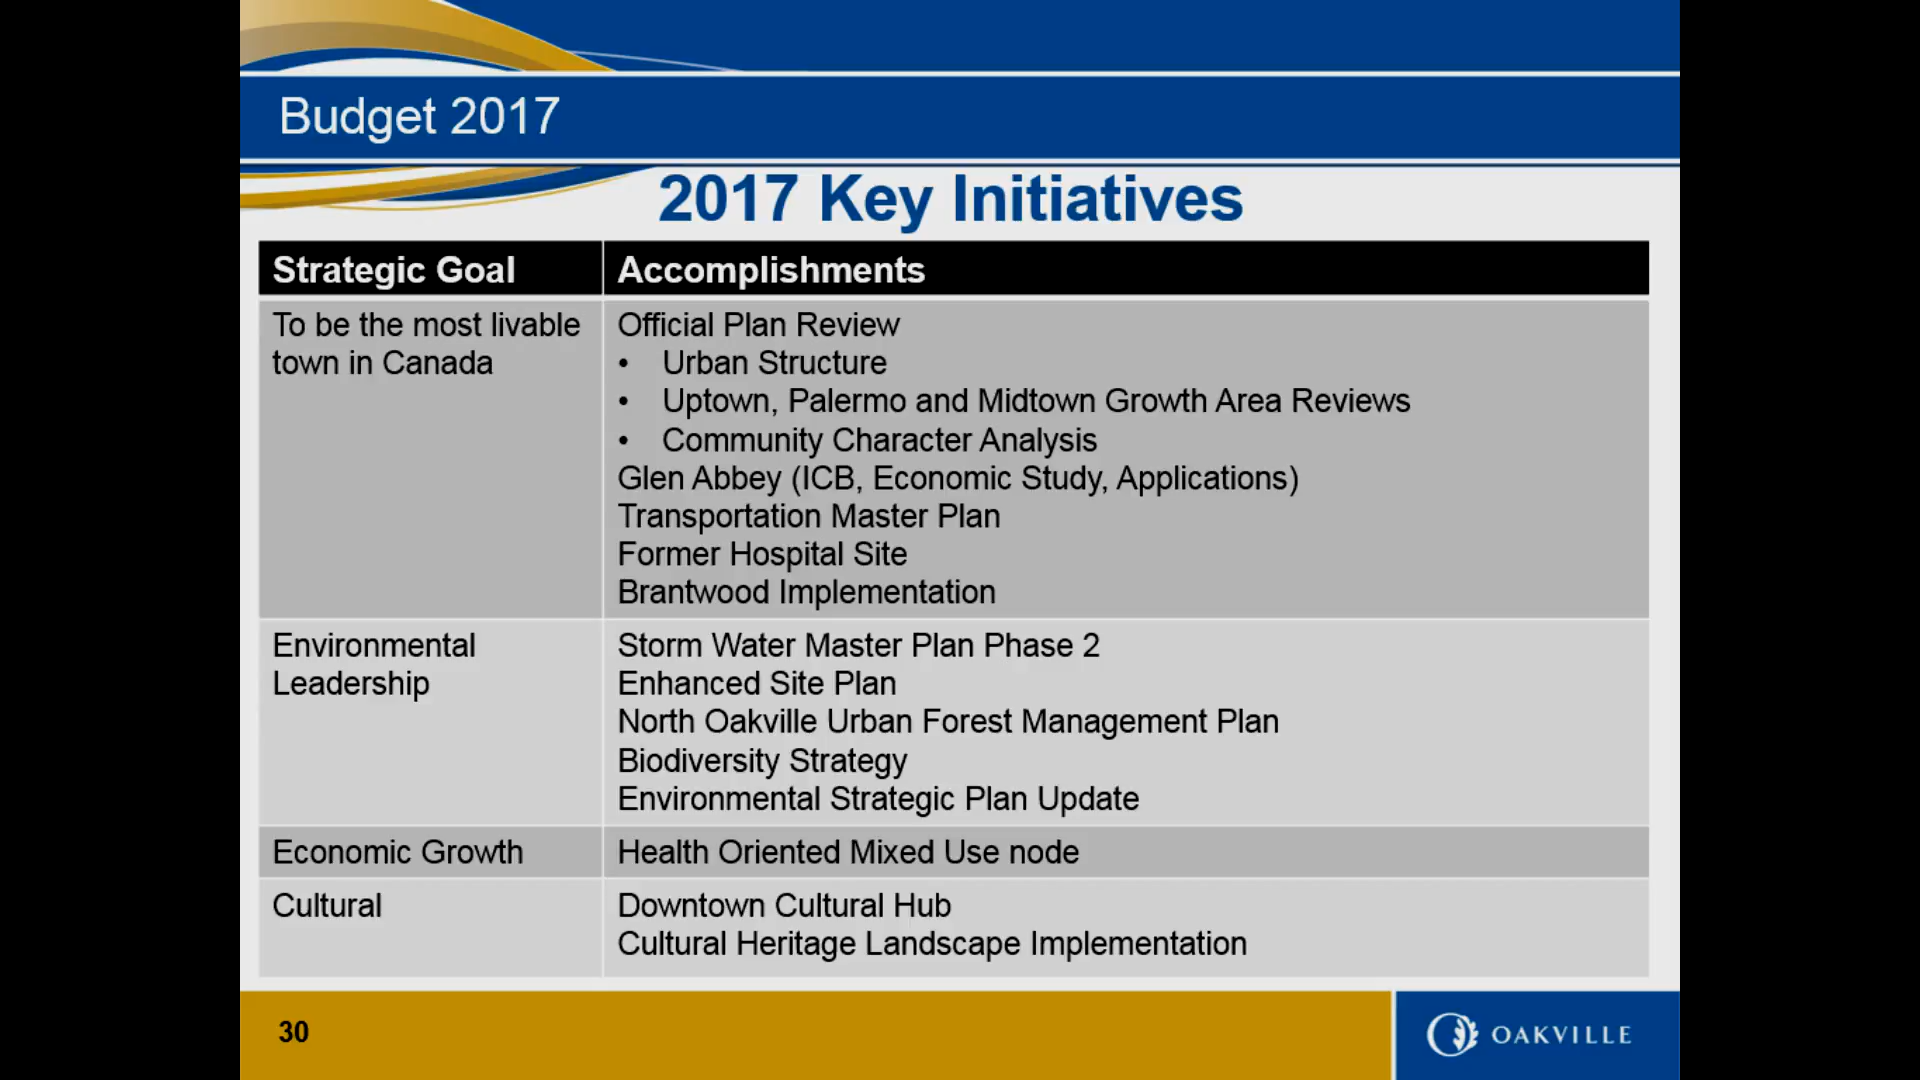 Budget 2017
2017 Key Initiatives
Strategic Goal
Accomplishments
To be the most livable
town in Canada
Official Plan Review
• Urban Structure
• Uptown, Palermo and Midtown Growth Area Reviews
• Community Character Analysis
Glen Abbey (ICB, Economic Study, Applications)
Transportation Master Plan
Former Hospital Site
Brantwood Implementation
Environmental
Leadership
Storm Water Master Plan Phase 2
Enhanced Site Plan
North Oakville Urban Forest Management Plan
Biodiversity Strategy
Environmental Strategic Plan Update
Economic Growth
Health Oriented Mixed Use node
Cultural
Downtown Cultural Hub
Cultural Heritage Landscape Implementation
30
OAKVILLE